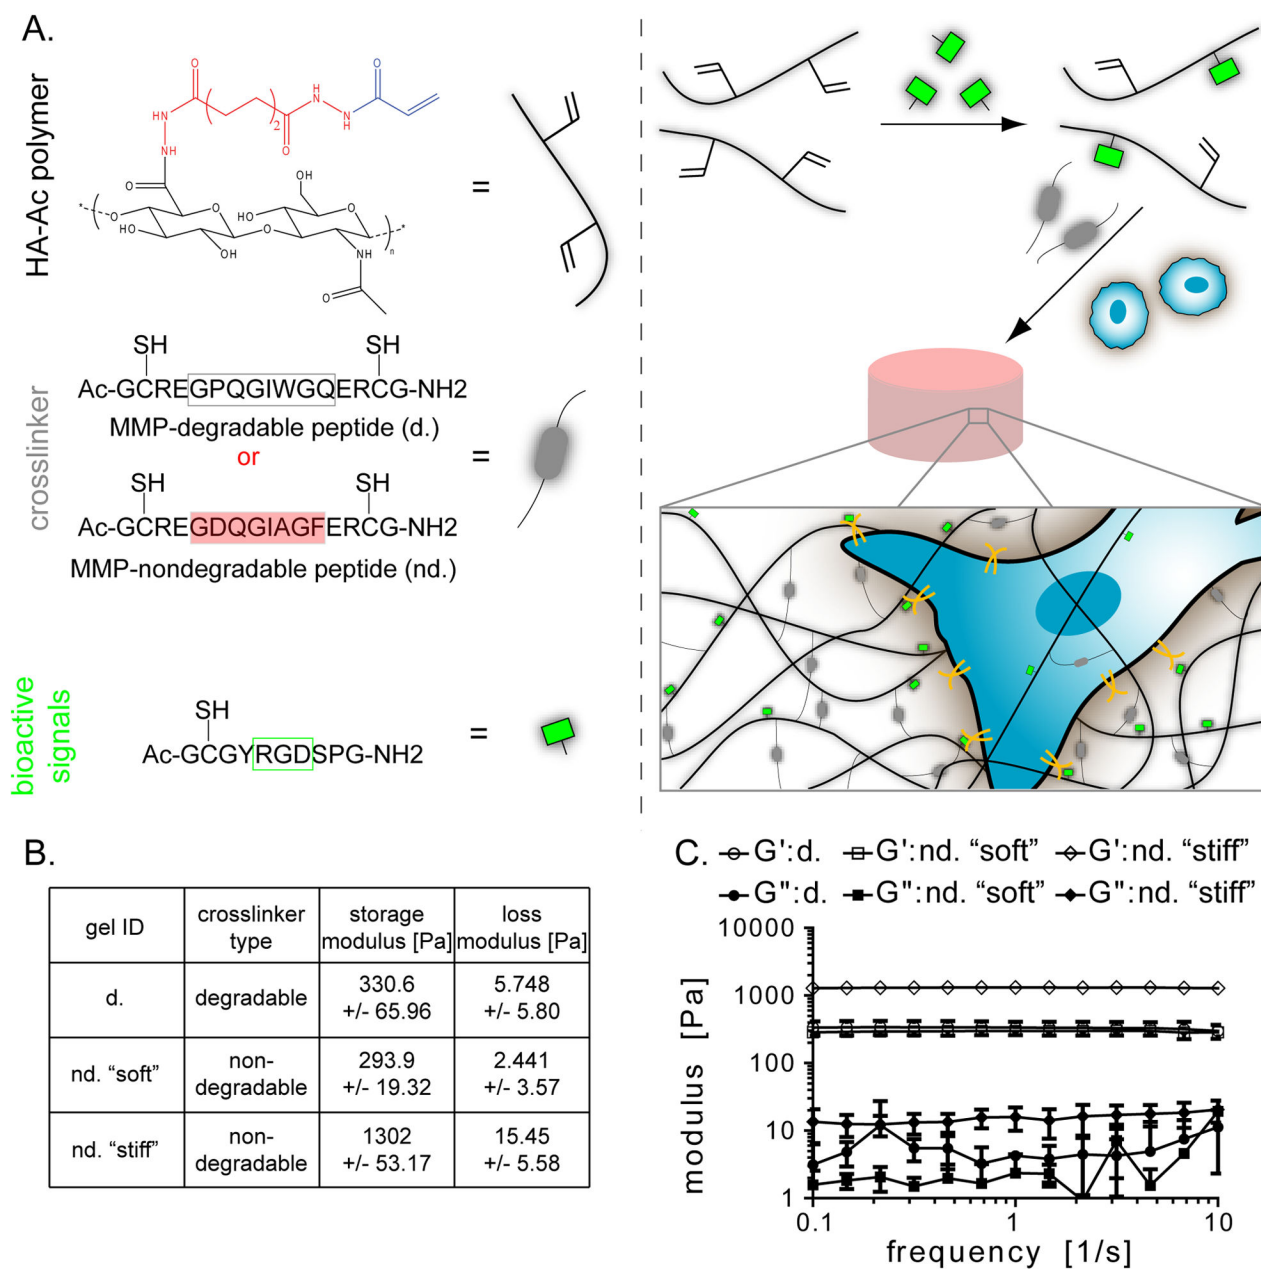 A.
HA-Ac polymer
O
O
O
O
HN
NH
H
N
N
H
2
O
OH
O
HO
OH
O
HO
O
O
O
NH
O
n
=
crosslinker
SH SH
Ac-GCREGPQGIWGQERCG-NH2
MMP-degradable peptide (d.)
or
=
SH SH
Ac-GCREGDQGIAGFERCG-NH2
MMP-nondegradable peptide (nd.)
bioactive
signals
SH
Ac-GCGYRGDSPG-NH2
=
B.
gel ID crosslinker type storage modulus [Pa] loss modulus [Pa]
d. degradable 330.6 +/- 65.96 5.748 +/- 5.80
nd. “soft” non-degradable 293.9 +/- 19.32 2.441 +/- 3.57
nd. “stiff” non-degradable 1302 +/- 53.17 15.45 +/- 5.58
C.
G':d. G':nd. “soft” G':nd. “stiff”
G":d. G":nd. “soft” G":nd. “stiff”
modulus [Pa]
10000
1000
100
10
1
0.1 1 10
frequency [1/s]